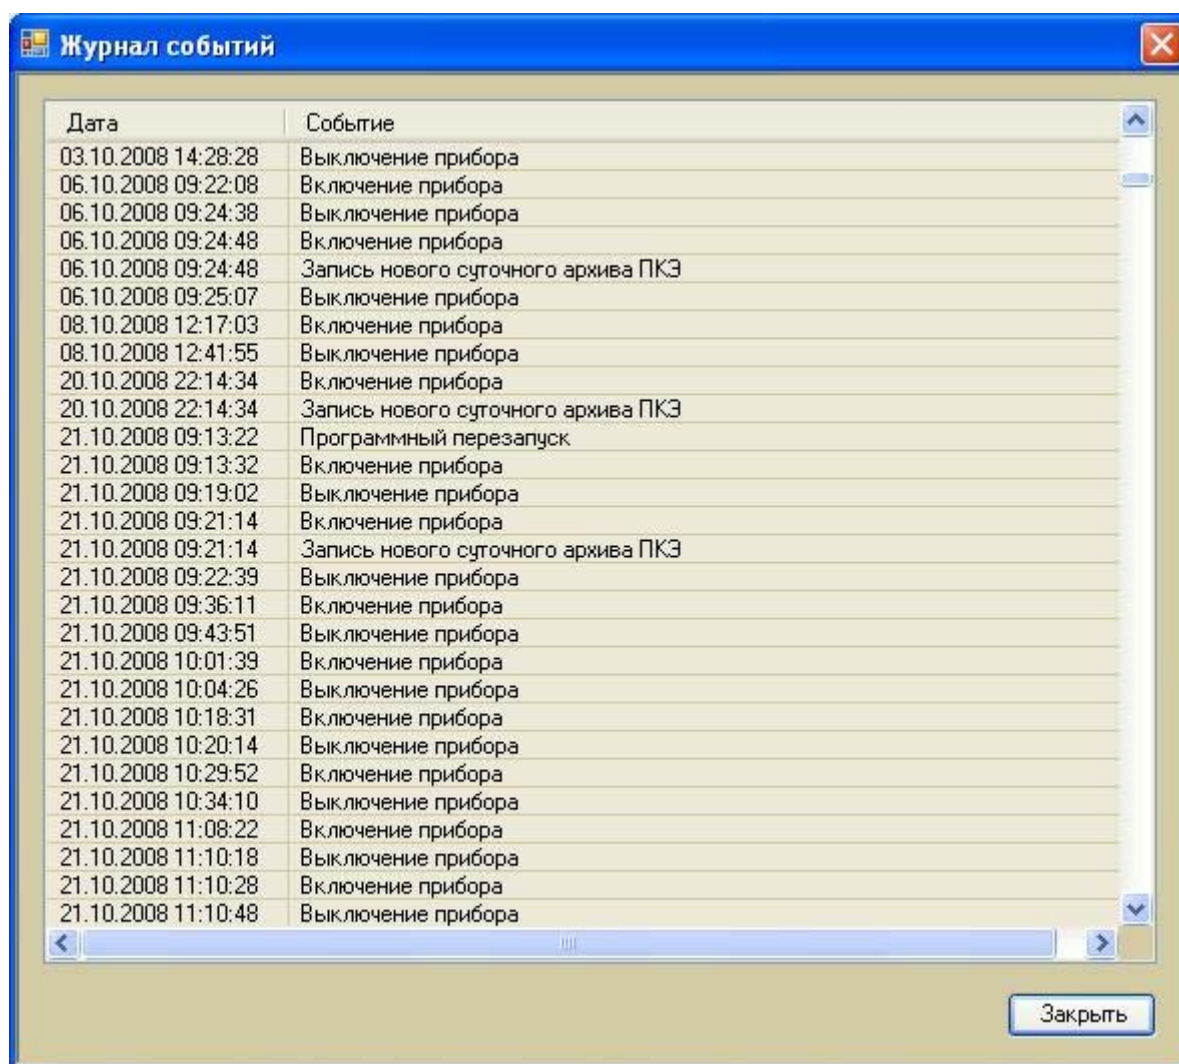 Журнал событий
Дата Событие
03.10.2008 14:28:28 Выключение прибора
06.10.2008 09:22:08 Включение прибора
06.10.2008 09:24:38 Выключение прибора
06.10.2008 09:24:48 Включение прибора
06.10.2008 09:24:48 Запись нового суточного архива ПКЭ
06.10.2008 09:25:07 Выключение прибора
08.10.2008 12:17:03 Включение прибора
08.10.2008 12:41:55 Выключение прибора
20.10.2008 22:14:34 Включение прибора
20.10.2008 22:14:34 Запись нового суточного архива ПКЭ
21.10.2008 09:13:22 Программный перезапуск
21.10.2008 09:13:32 Включение прибора
21.10.2008 09:19:02 Выключение прибора
21.10.2008 09:21:14 Включение прибора
21.10.2008 09:21:14 Запись нового суточного архива ПКЭ
21.10.2008 09:22:39 Выключение прибора
21.10.2008 09:36:11 Включение прибора
21.10.2008 09:43:51 Выключение прибора
21.10.2008 10:01:39 Включение прибора
21.10.2008 10:04:26 Выключение прибора
21.10.2008 10:18:31 Включение прибора
21.10.2008 10:20:14 Выключение прибора
21.10.2008 10:29:52 Включение прибора
21.10.2008 10:34:10 Выключение прибора
21.10.2008 11:08:22 Включение прибора
21.10.2008 11:10:18 Выключение прибора
21.10.2008 11:10:28 Включение прибора
21.10.2008 11:10:48 Выключение прибора
Закрыть